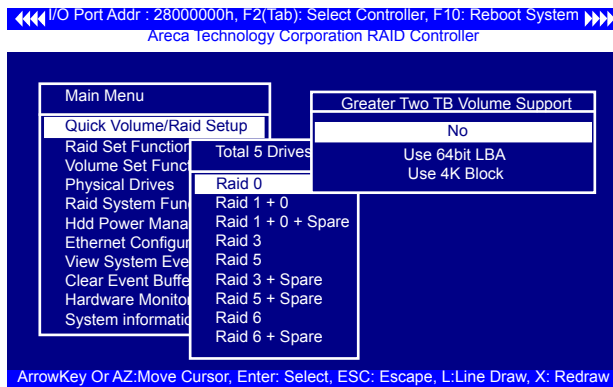 I/O Port Addr : 28000000h, F2(Tab): Select Controller, F10: Reboot System
Areca Technology Corporation RAID Controller
Main Menu
Quick Volume/Raid Setup
Raid Set Function
Volume Set Funct
Physical Drives
Raid System Fun
Hdd Power Mana
Ethernet Configur
View System Eve
Clear Event Buffe
Hardware Monito
System informatic
Total 5 Drives
Raid 0
Raid 1 + 0
Raid 1 + 0 + Spare
Raid 3
Raid 5
Raid 3 + Spare
Raid 5 + Spare
Raid 6
Raid 6 + Spare
Greater Two TB Volume Support
No
Use 64bit LBA
Use 4K Block
ArrowKey Or AZ:Move Cursor, Enter: Select, ESC: Escape, L:Line Draw, X: Redraw